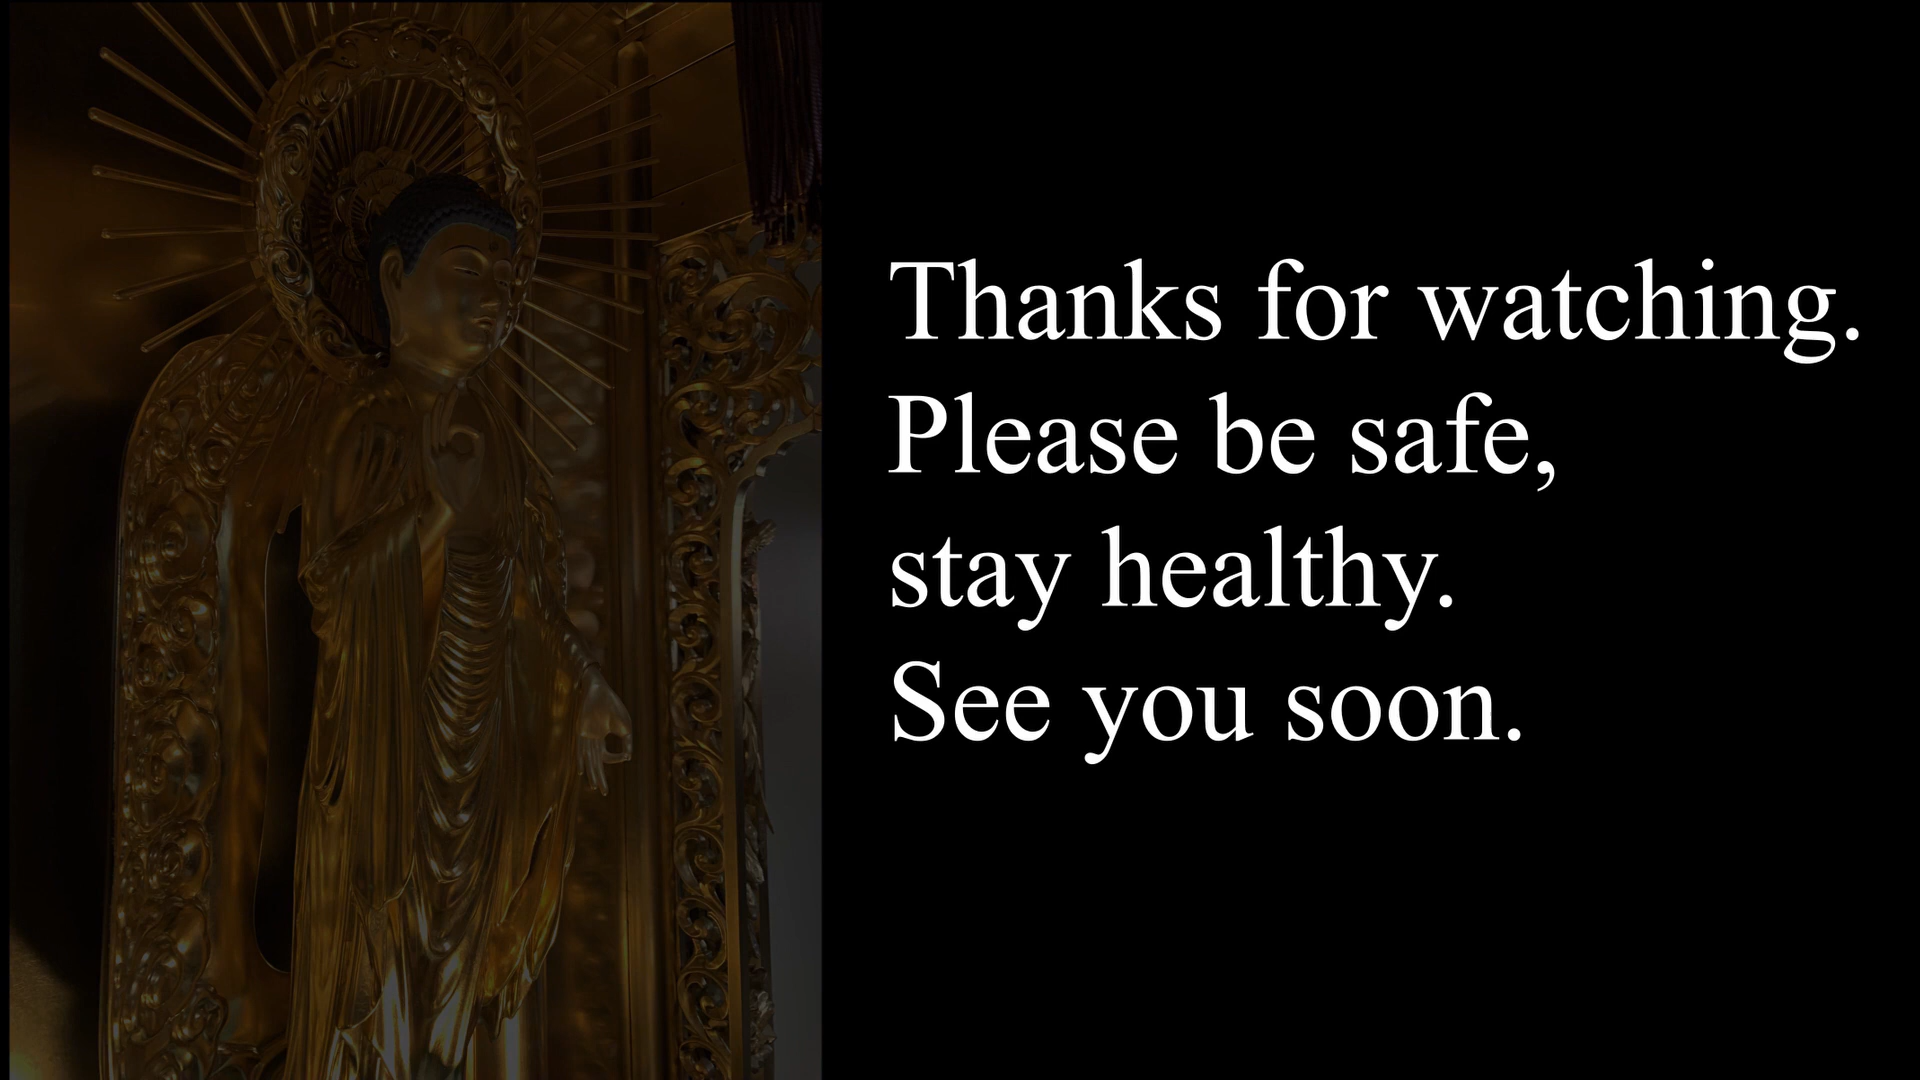 Thanks for watching.
Please be safe,
stay healthy.
See you soon.